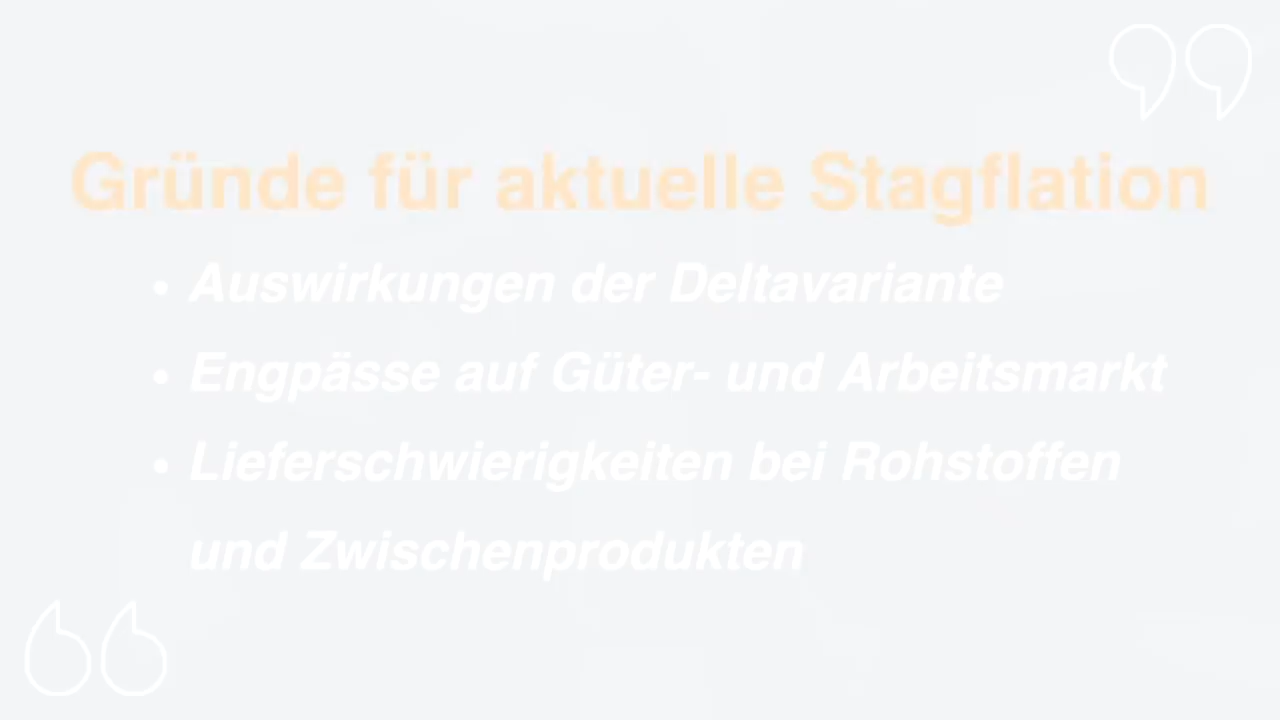 Gründe für aktuelle Stagflation
• Auswirkungen der Deltavariante
• Engpässe auf Güter- und Arbeitsmarkt
• Lieferschwierigkeiten bei Rohstoffen
und Zwischenprodukten